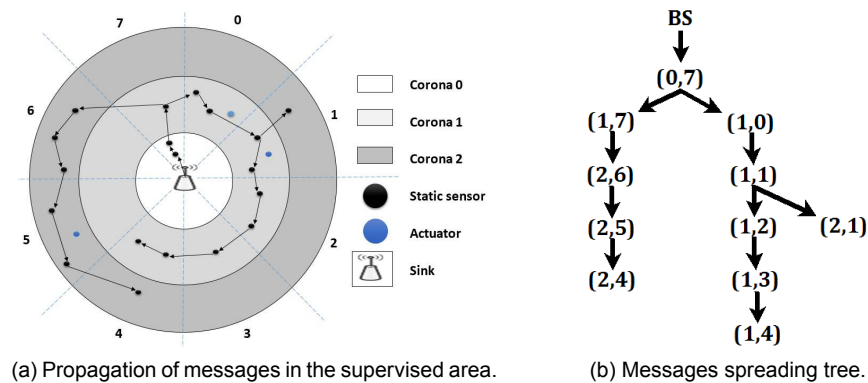 7
0
6
1
5
2
4
3
Corona 0
Corona 1
Corona 2
Static sensor
Actuator
Sink
(a) Propagation of messages in the supervised area.
BS
(0,7)
(1,7)
(1,0)
(2,6)
(1,1)
(2,5)
(1,2)
(2,1)
(2,4)
(1,3)
(1,4)
(b) Messages spreading tree.